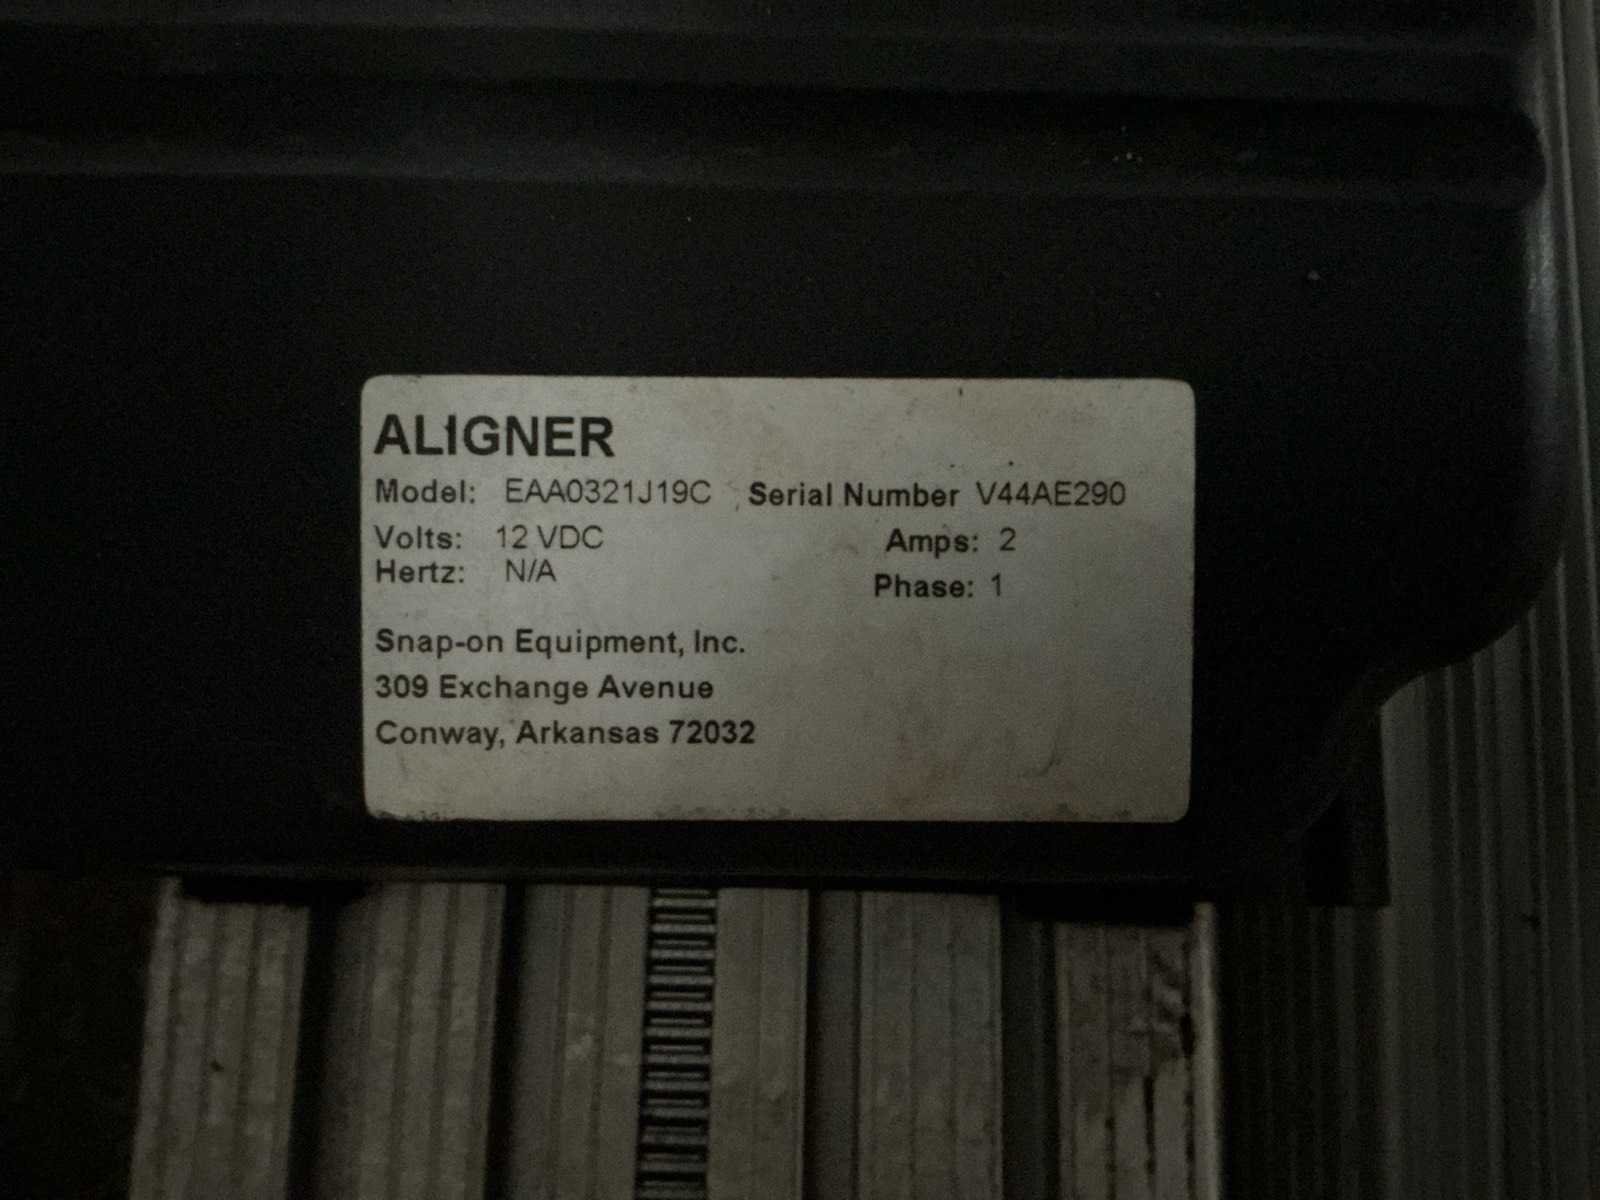 ALIGNER
Model: EAA0321J19C Serial Number V44AE290
Volts: 12 VDC Amps: 2
Hertz: N/A Phase: 1
Snap-on Equipment, Inc.
309 Exchange Avenue
Conway, Arkansas 72032